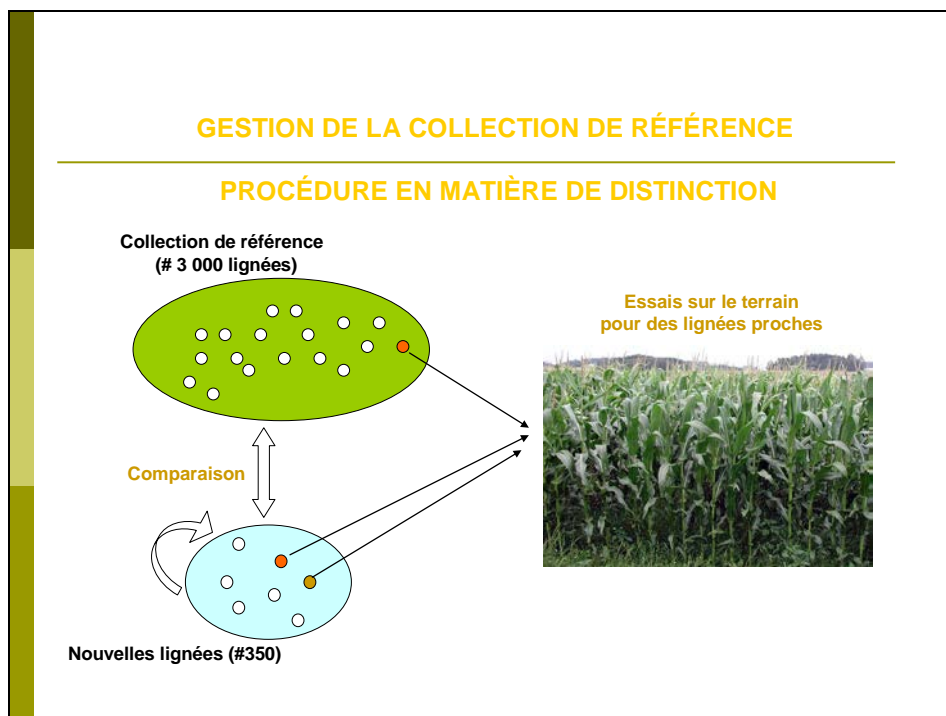 GESTION DE LA COLLECTION DE RÉFÉRENCE
PROCÉDURE EN MATIÈRE DE DISTINCTION
Collection de référence
(# 3 000 lignées)
Essais sur le terrain
pour des lignées proches
Comparaison
Nouvelles lignées (#350)